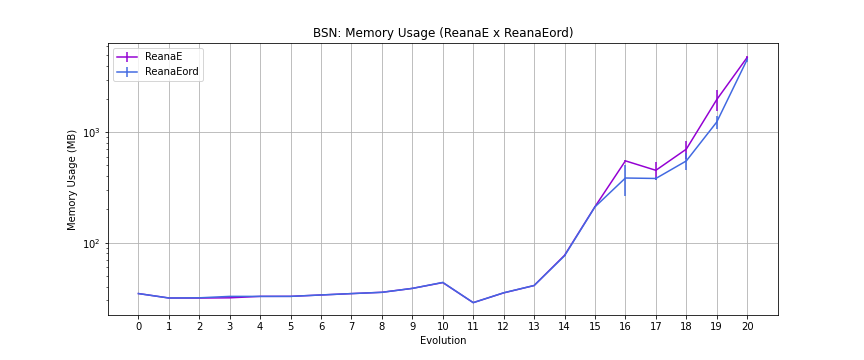 BSN: Memory Usage (ReanaE x ReanaEord)
ReanaE
ReanaEord
Memory Usage (MB)
10³
10²
0 1 2 3 4 5 6 7 8 9 10 11 12 13 14 15 16 17 18 19 20
Evolution